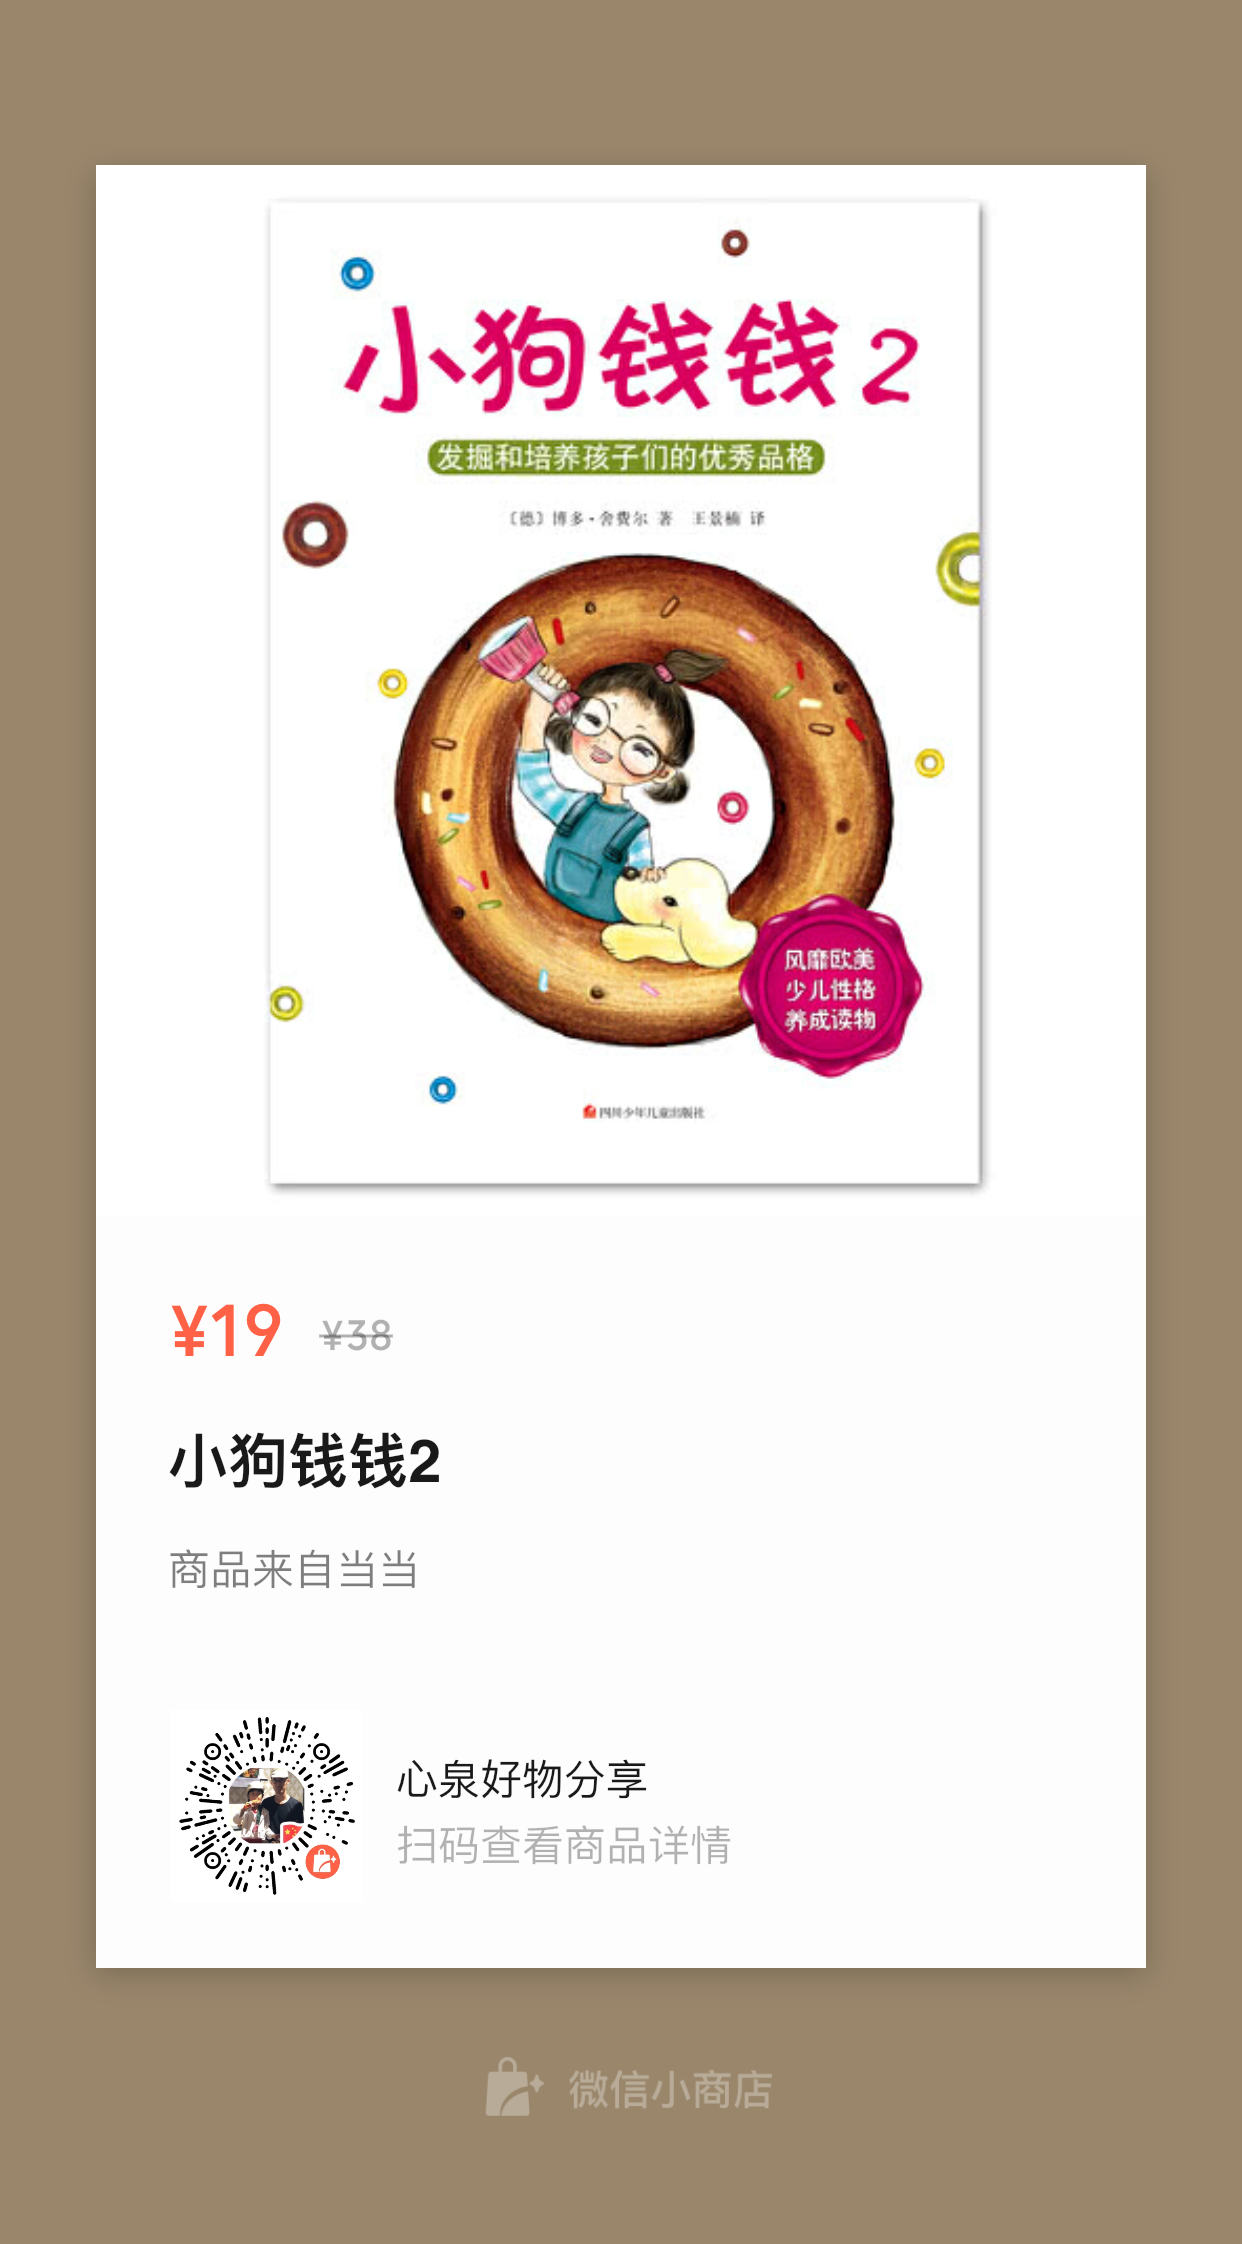 小狗钱钱2
发掘和培养孩子们的优秀品格
〔德〕博多·舍费尔 著 王景楠 译
风靡欧美
少儿性格
养成读物
四川少年儿童出版社
¥19 ¥38
小狗钱钱2
商品来自当当
心泉好物分享
扫码查看商品详情
微信小商店